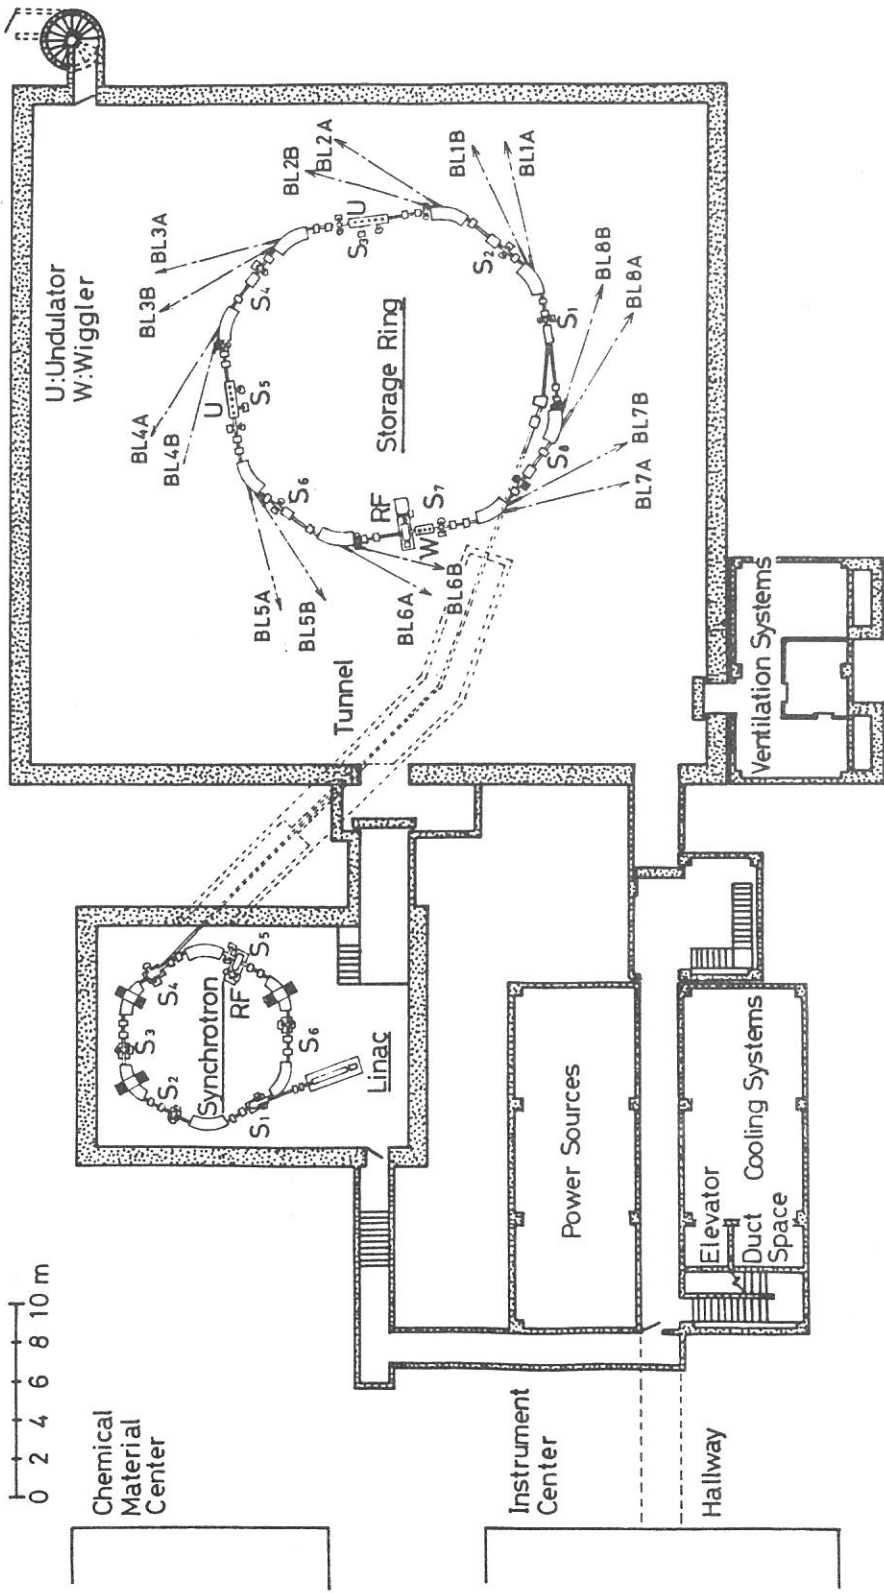 U:Undulator
W:Wiggler
BL1A
BL1B
BL2A
BL2B
BL3A
BL3B
BL4A
BL4B
BL5A
BL5B
BL6A
BL6B
BL7A
BL7B
BL8A
BL8B
S1
S2
S3
U
S4
U
S5
S6
RF
S7
W
S8
Storage Ring
Tunnel
Ventilation Systems
S1
S2
S3
S4
S5
RF
S6
Synchrotron
Linac
Power Sources
Elevator
Duct
Space
Cooling Systems
0 2 4 6 8 10 m
Chemical
Material
Center
Instrument
Center
Hallway